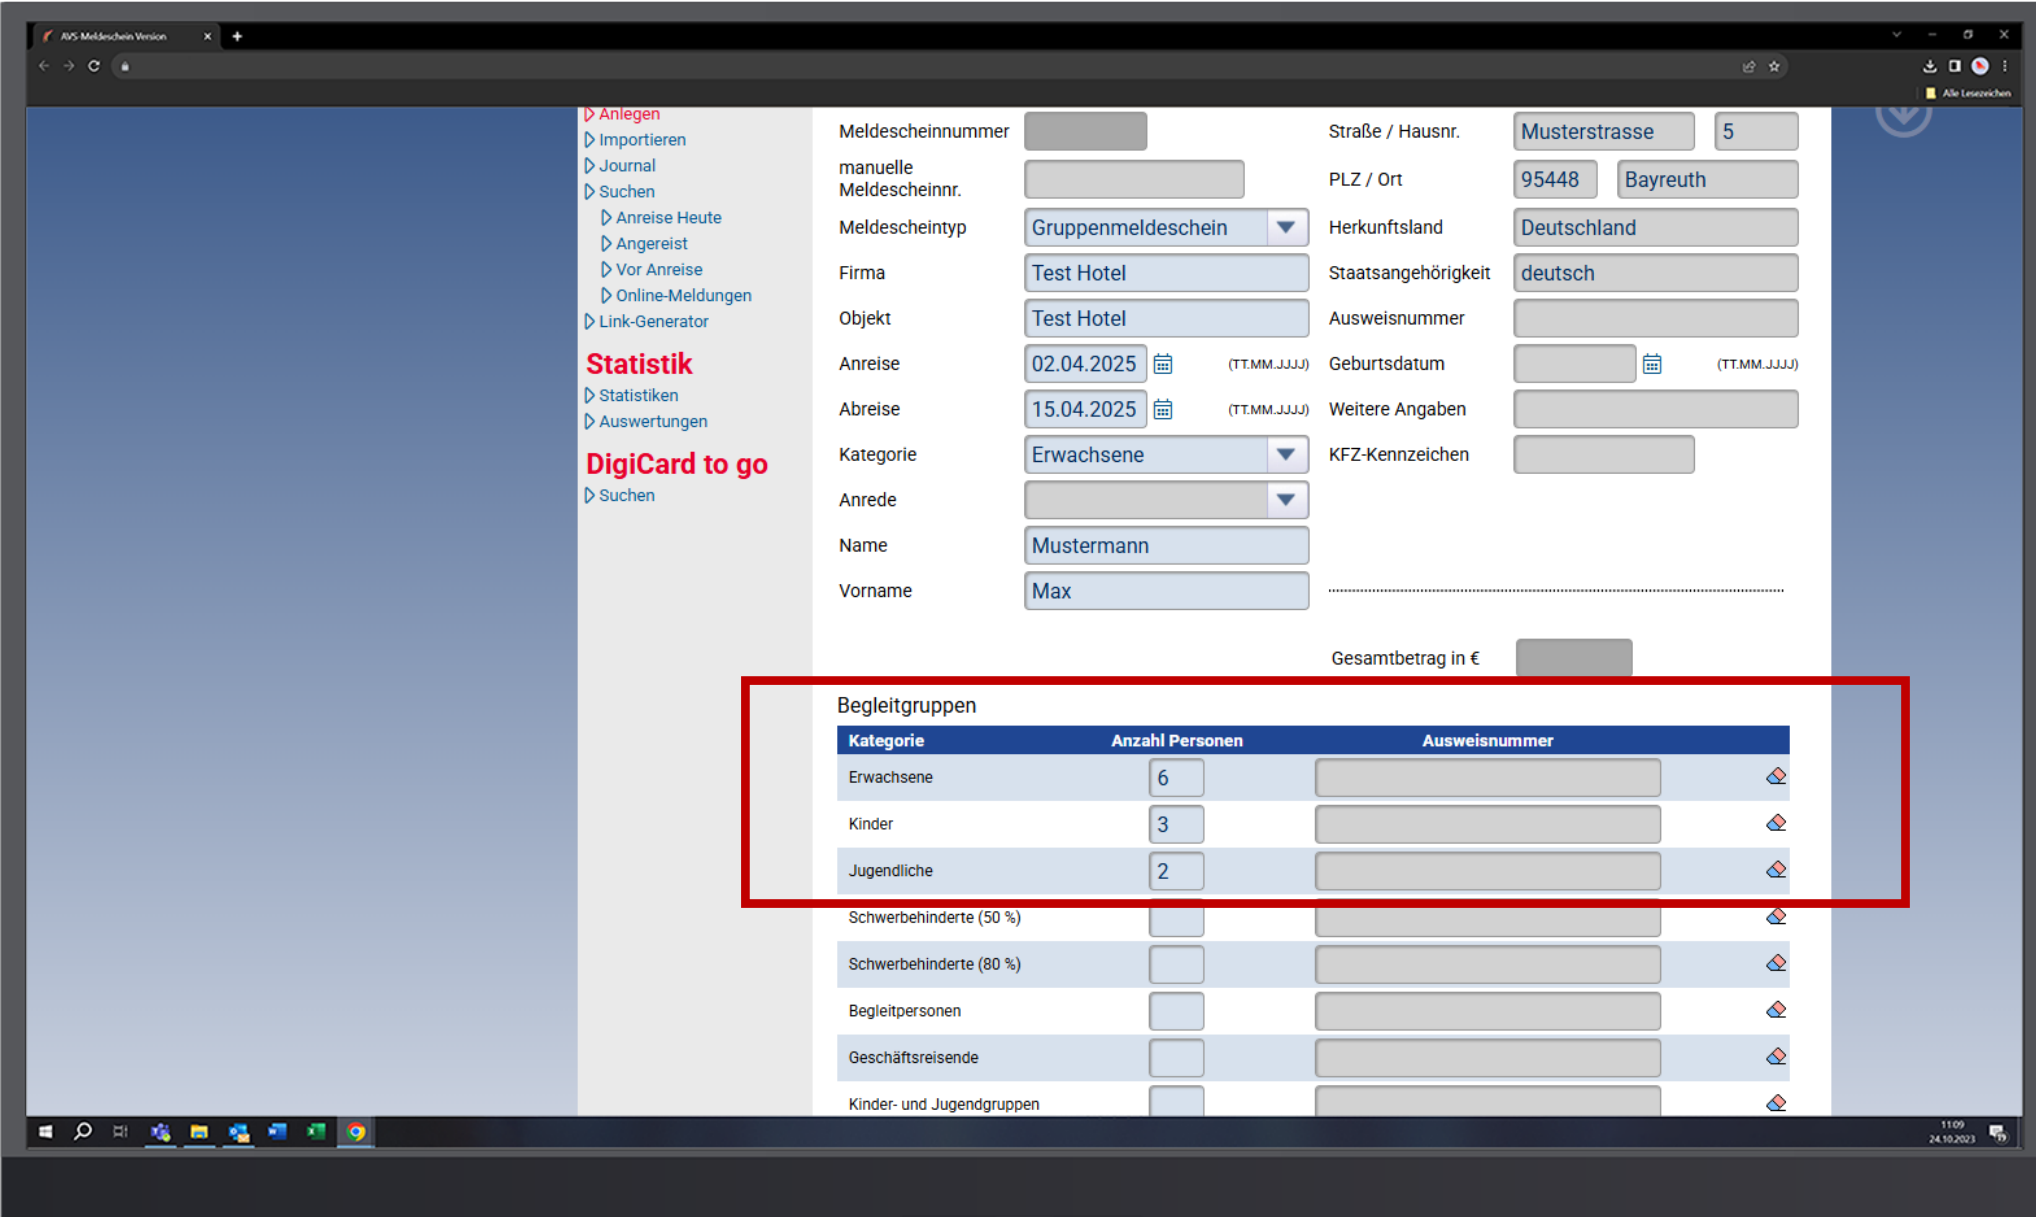 AVS-Meldeschein Version
Alle Lesezeichen
Anlegen
Importieren
Journal
Suchen
Anreise Heute
Angereist
Vor Anreise
Online-Meldungen
Link-Generator
Statistik
Statistiken
Auswertungen
DigiCard to go
Suchen
Meldescheinnummer
manuelle
Meldescheinnr.
Meldescheintyp Gruppenmeldeschein
Firma Test Hotel
Objekt Test Hotel
Anreise 02.04.2025 (TT.MM.JJJJ)
Abreise 15.04.2025 (TT.MM.JJJJ)
Kategorie Erwachsene
Anrede
Name Mustermann
Vorname Max
Straße / Hausnr. Musterstrasse 5
PLZ / Ort 95448 Bayreuth
Herkunftsland Deutschland
Staatsangehörigkeit deutsch
Ausweisnummer
Geburtsdatum (TT.MM.JJJJ)
Weitere Angaben
KFZ-Kennzeichen
Gesamtbetrag in €
Begleitgruppen
Kategorie Anzahl Personen Ausweisnummer
Erwachsene 6
Kinder 3
Jugendliche 2
Schwerbehinderte (50 %)
Schwerbehinderte (80 %)
Begleitpersonen
Geschäftsreisende
Kinder- und Jugendgruppen
11:09
24.10.2023